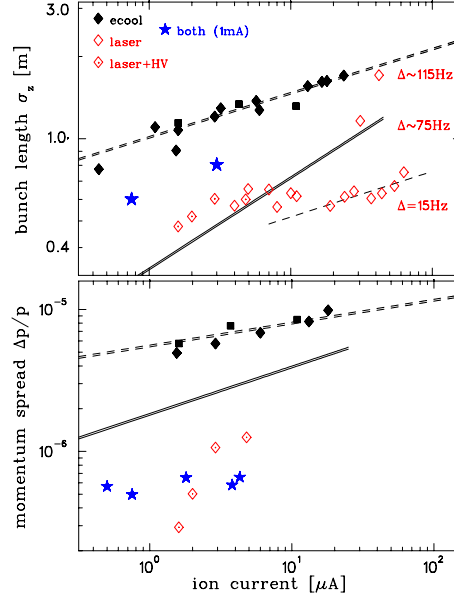 3.0
ecool
both (1mA)
laser
laser+HV
Δ~115Hz
Δ~75Hz
Δ=15Hz
1.0
0.4
bunch length σz [m]
10⁻⁵
10⁻⁶
momentum spread Δp/p
10⁰ 10¹ 10²
ion current [μA]